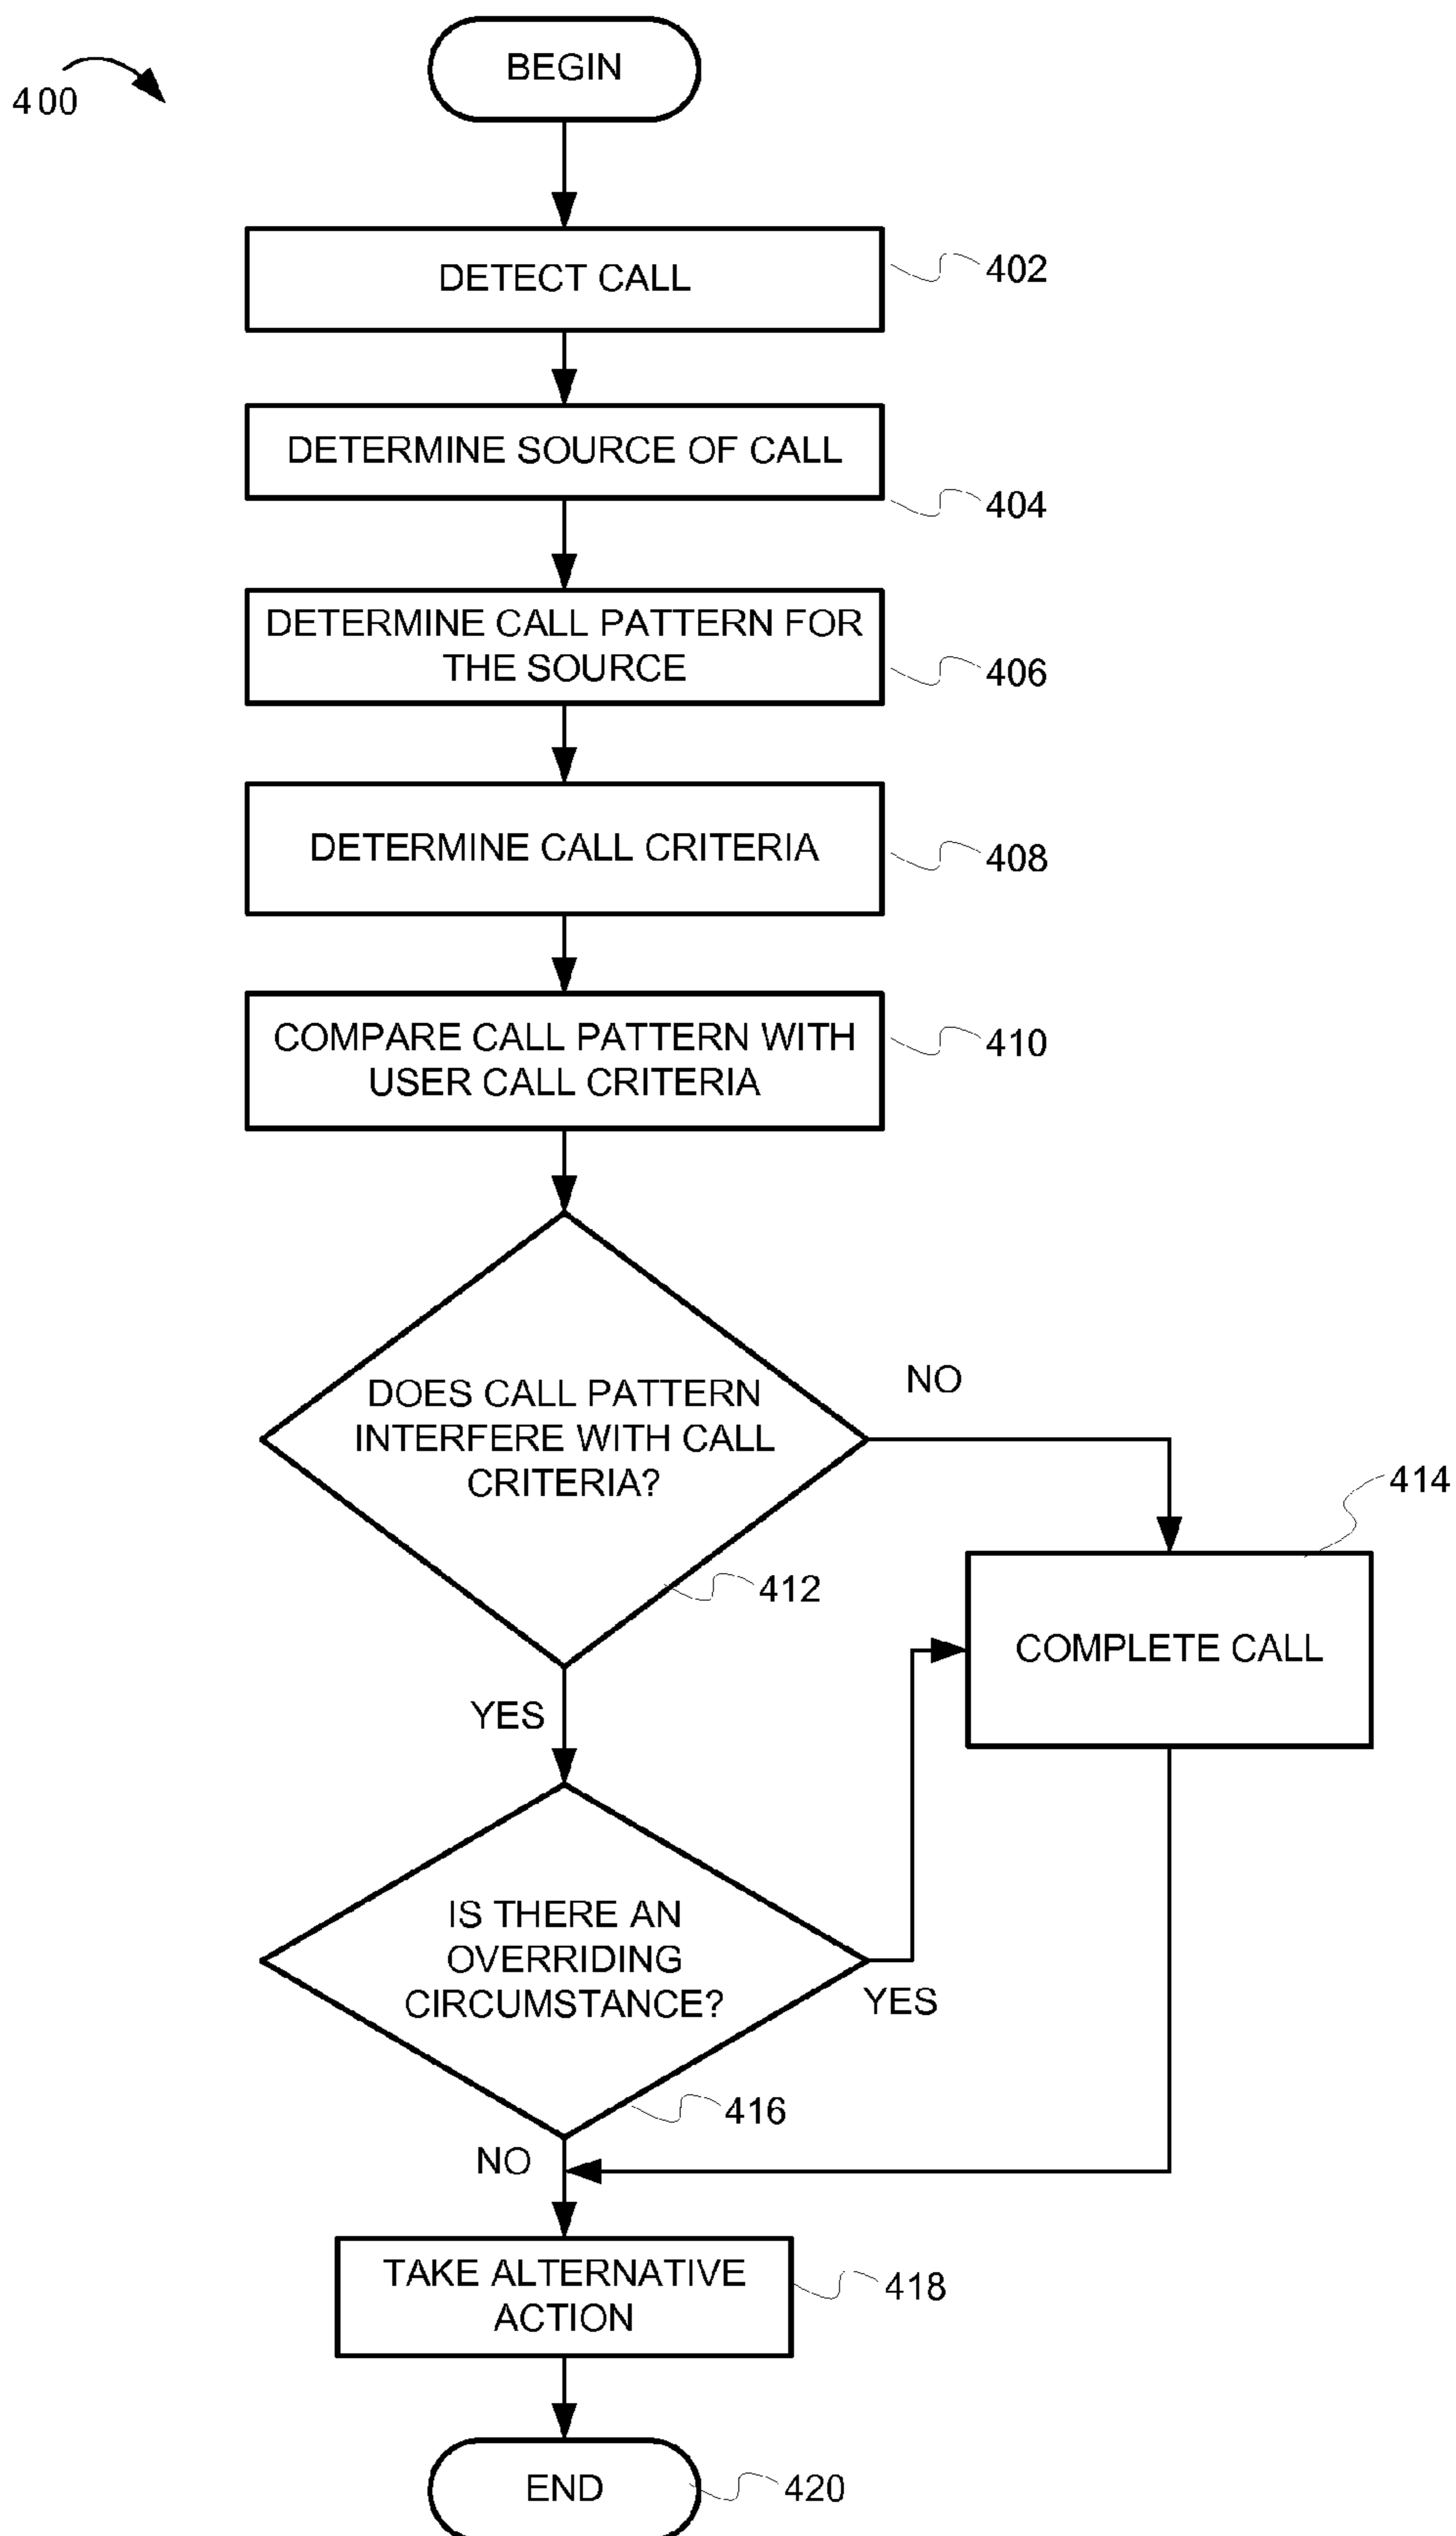 BEGIN
400
DETECT CALL
402
DETERMINE SOURCE OF CALL
404
DETERMINE CALL PATTERN FOR
THE SOURCE
406
DETERMINE CALL CRITERIA
408
COMPARE CALL PATTERN WITH
USER CALL CRITERIA
410
DOES CALL PATTERN
INTERFERE WITH CALL
CRITERIA?
412
NO
414
COMPLETE CALL
YES
IS THERE AN
OVERRIDING
CIRCUMSTANCE?
YES
416
NO
TAKE ALTERNATIVE
ACTION
418
END
420